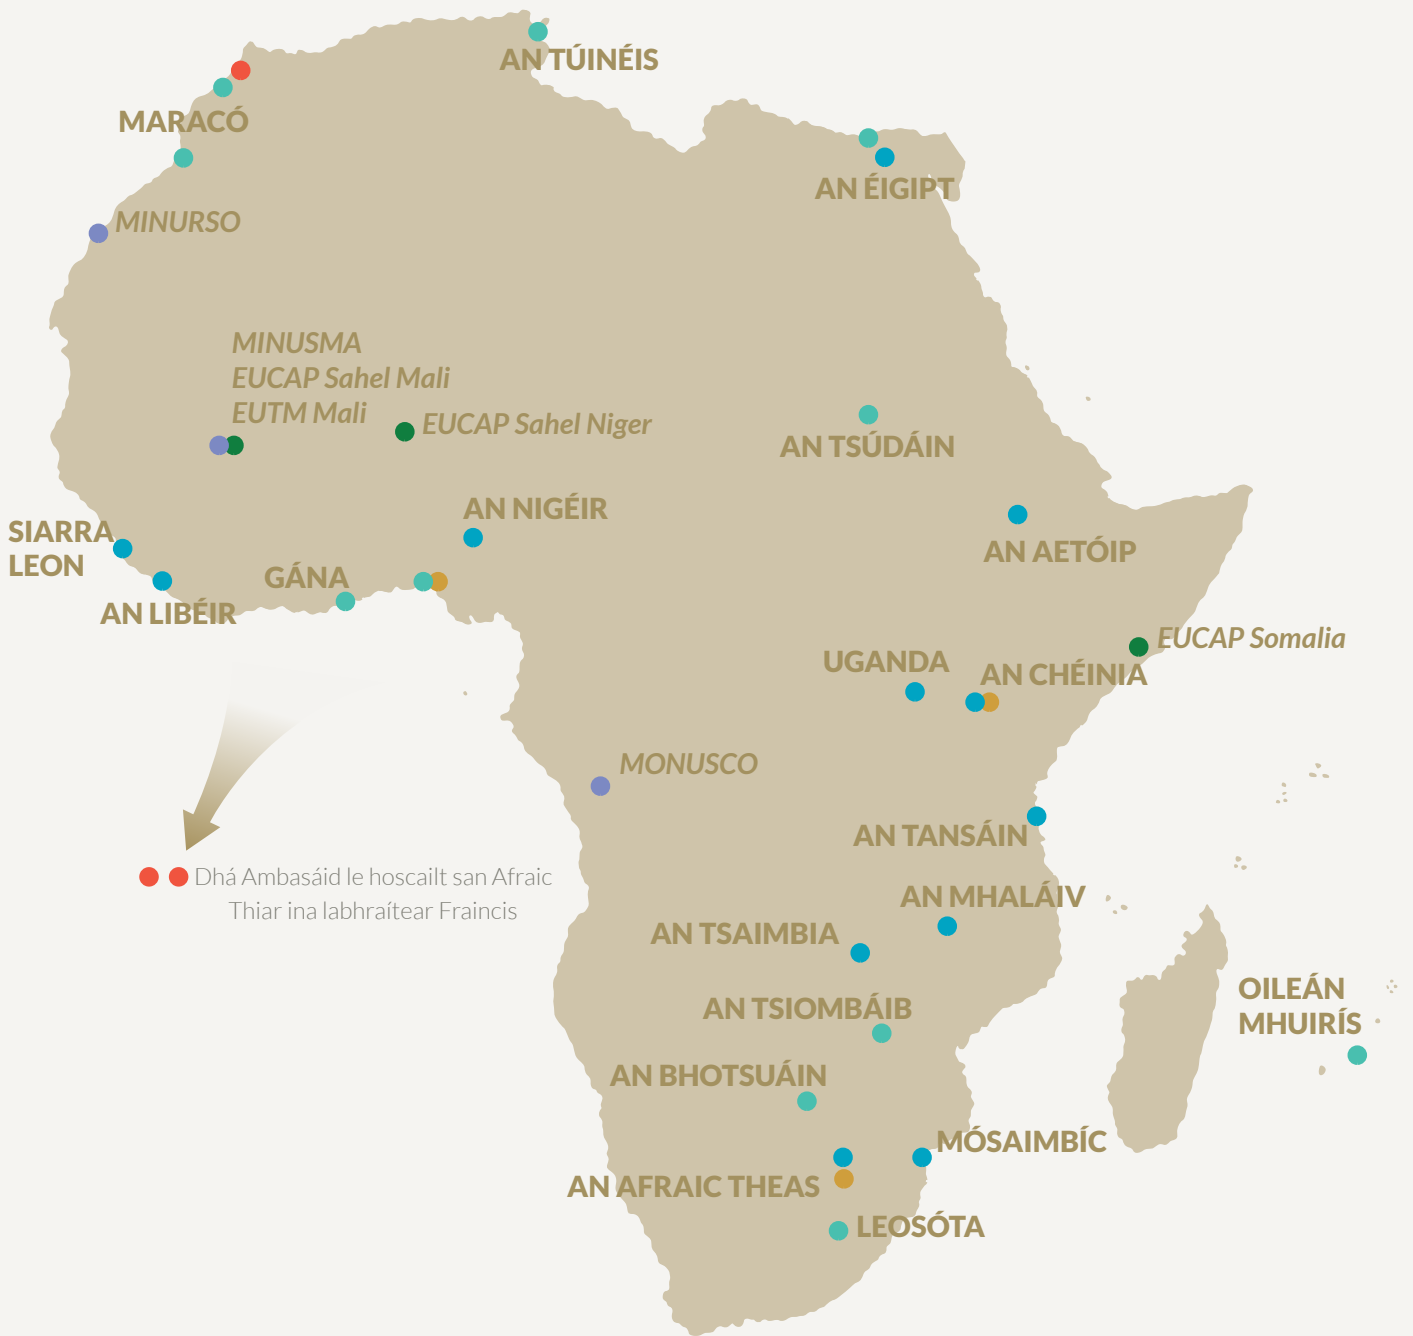 AN TÚINÉIS
MARACÓ
AN ÉIGIPT
MINURSO
MINUSMA
EUCAP Sahel Mali
EUTM Mali
EUCAP Sahel Niger
AN TSÚDÁIN
AN NIGÉIR
SIARRA
LEON
AN AETÓIP
GÁNA
AN LIBÉIR
EUCAP Somalia
UGANDA
AN CHÉINIA
MONUSCO
AN TANSÁIN
Dhá Ambasáid le hoscailt san Afraic
Thiar ina labhraítear Fraincis
AN MHALÁIV
AN TSAIMBIA
OILEÁN
MHUIRÍS
AN TSIOMBÁIB
AN BHOTSUÁIN
MÓSAIMBÍC
AN AFRAIC THEAS
LEOSÓTA